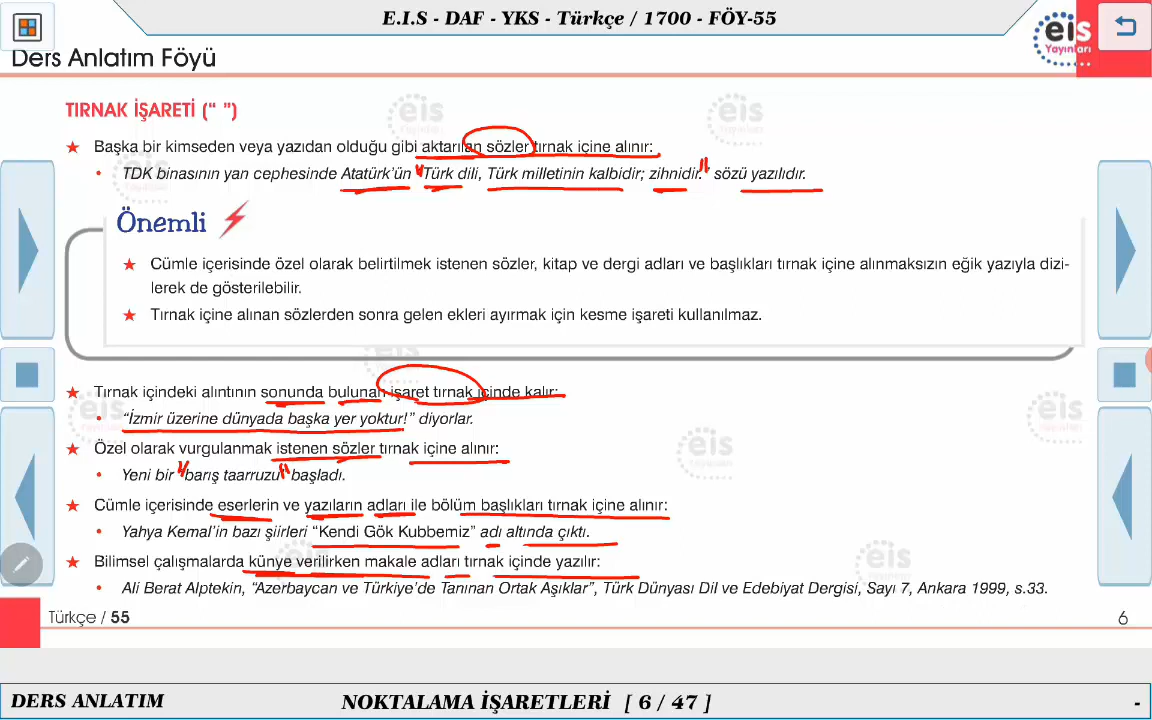 E.I.S - DAF - YKS - Türkçe / 1700 - FÖY-55
eis
Yayınları
Ders Anlatım Föyü
TIRNAK İŞARETİ (“ ”)
★ Başka bir kimseden veya yazıdan olduğu gibi aktarılan sözler tırnak içine alınır:
• TDK binasının yan cephesinde Atatürk’ün “Türk dili, Türk milletinin kalbidir; zihnidir.” sözü yazılıdır.
Önemli
★ Cümle içerisinde özel olarak belirtilmek istenen sözler, kitap ve dergi adları ve başlıkları tırnak içine alınmaksızın eğik yazıyla dizi-
lerek de gösterilebilir.
★ Tırnak içine alınan sözlerden sonra gelen ekleri ayırmak için kesme işareti kullanılmaz.
★ Tırnak içindeki alıntının sonunda bulunan işaret tırnak içinde kalır:
• “İzmir üzerine dünyada başka yer yoktur!” diyorlar.
★ Özel olarak vurgulanmak istenen sözler tırnak içine alınır:
• Yeni bir “barış taarruzu” başladı.
★ Cümle içerisinde eserlerin ve yazıların adları ile bölüm başlıkları tırnak içine alınır:
• Yahya Kemal’in bazı şiirleri “Kendi Gök Kubbemiz” adı altında çıktı.
★ Bilimsel çalışmalarda künye verilirken makale adları tırnak içinde yazılır:
• Ali Berat Alptekin, “Azerbaycan ve Türkiye’de Tanınan Ortak Aşıklar”, Türk Dünyası Dil ve Edebiyat Dergisi, Sayı 7, Ankara 1999, s.33.
Türkçe / 55
6
DERS ANLATIM
NOKTALAMA İŞARETLERİ [ 6 / 47 ]
-